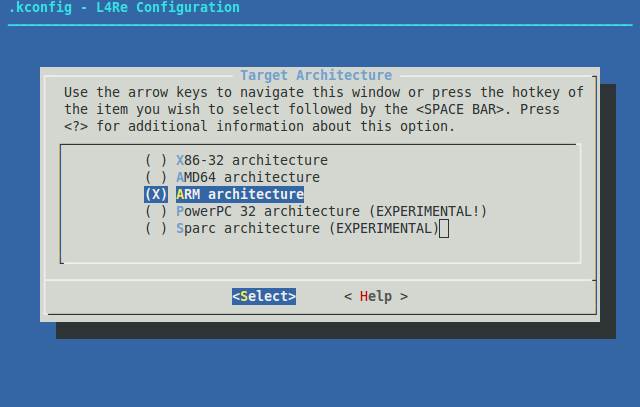 .kconfig - L4Re Configuration
Target Architecture
Use the arrow keys to navigate this window or press the hotkey of
the item you wish to select followed by the <SPACE BAR>. Press
<?> for additional information about this option.
( ) X86-32 architecture
( ) AMD64 architecture
(X) ARM architecture
( ) PowerPC 32 architecture (EXPERIMENTAL!)
( ) Sparc architecture (EXPERIMENTAL)
<Select> < Help >